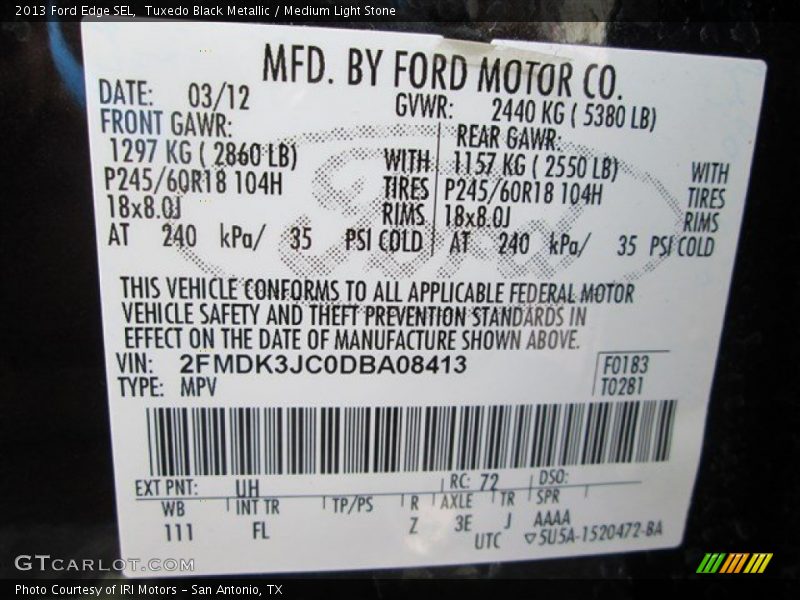 2013 Ford Edge SEL,  Tuxedo Black Metallic / Medium Light Stone
MFD. BY FORD MOTOR CO.
DATE: 03/12 GVWR: 2440 KG ( 5380 LB)
FRONT GAWR: REAR GAWR:
1297 KG ( 2860 LB) WITH 1157 KG ( 2550 LB) WITH
P245/60R18 104H TIRES P245/60R18 104H TIRES
18x8.0J RIMS 18x8.0J RIMS
AT 240 kPa/ 35 PSI COLD AT 240 kPa/ 35 PSI COLD
THIS VEHICLE CONFORMS TO ALL APPLICABLE FEDERAL MOTOR
VEHICLE SAFETY AND THEFT PREVENTION STANDARDS IN
EFFECT ON THE DATE OF MANUFACTURE SHOWN ABOVE.
VIN: 2FMDK3JC0DBA08413 F0183
TYPE: MPV T0281
EXT PNT: UH RC: 72 DSO:
WB INT TR TP/PS R AXLE TR SPR
111 FL Z 3E J AAAA
UTC ▽5U5A-1520472-BA
GTCARLOT.COM
Photo Courtesy of IRI Motors - San Antonio, TX